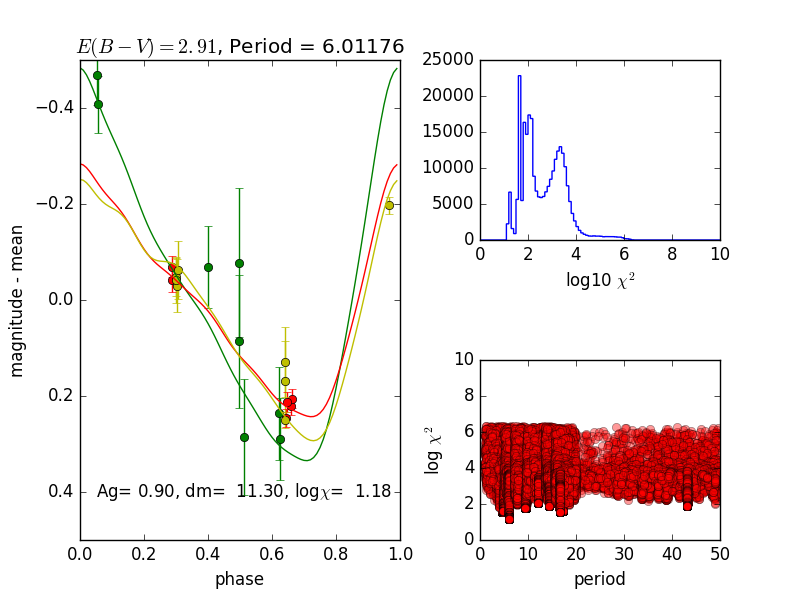 E(B − V) = 2.91, Period = 6.01176
−0.4
−0.2
0.0
0.2
0.4
magnitude - mean
Ag= 0.90, dm= 11.30, logχ= 1.18
0.0 0.2 0.4 0.6 0.8 1.0
phase
25000
20000
15000
10000
5000
0
0 2 4 6 8 10
log10 χ²
10
8
6
4
2
0
log χ²
0 10 20 30 40 50
period